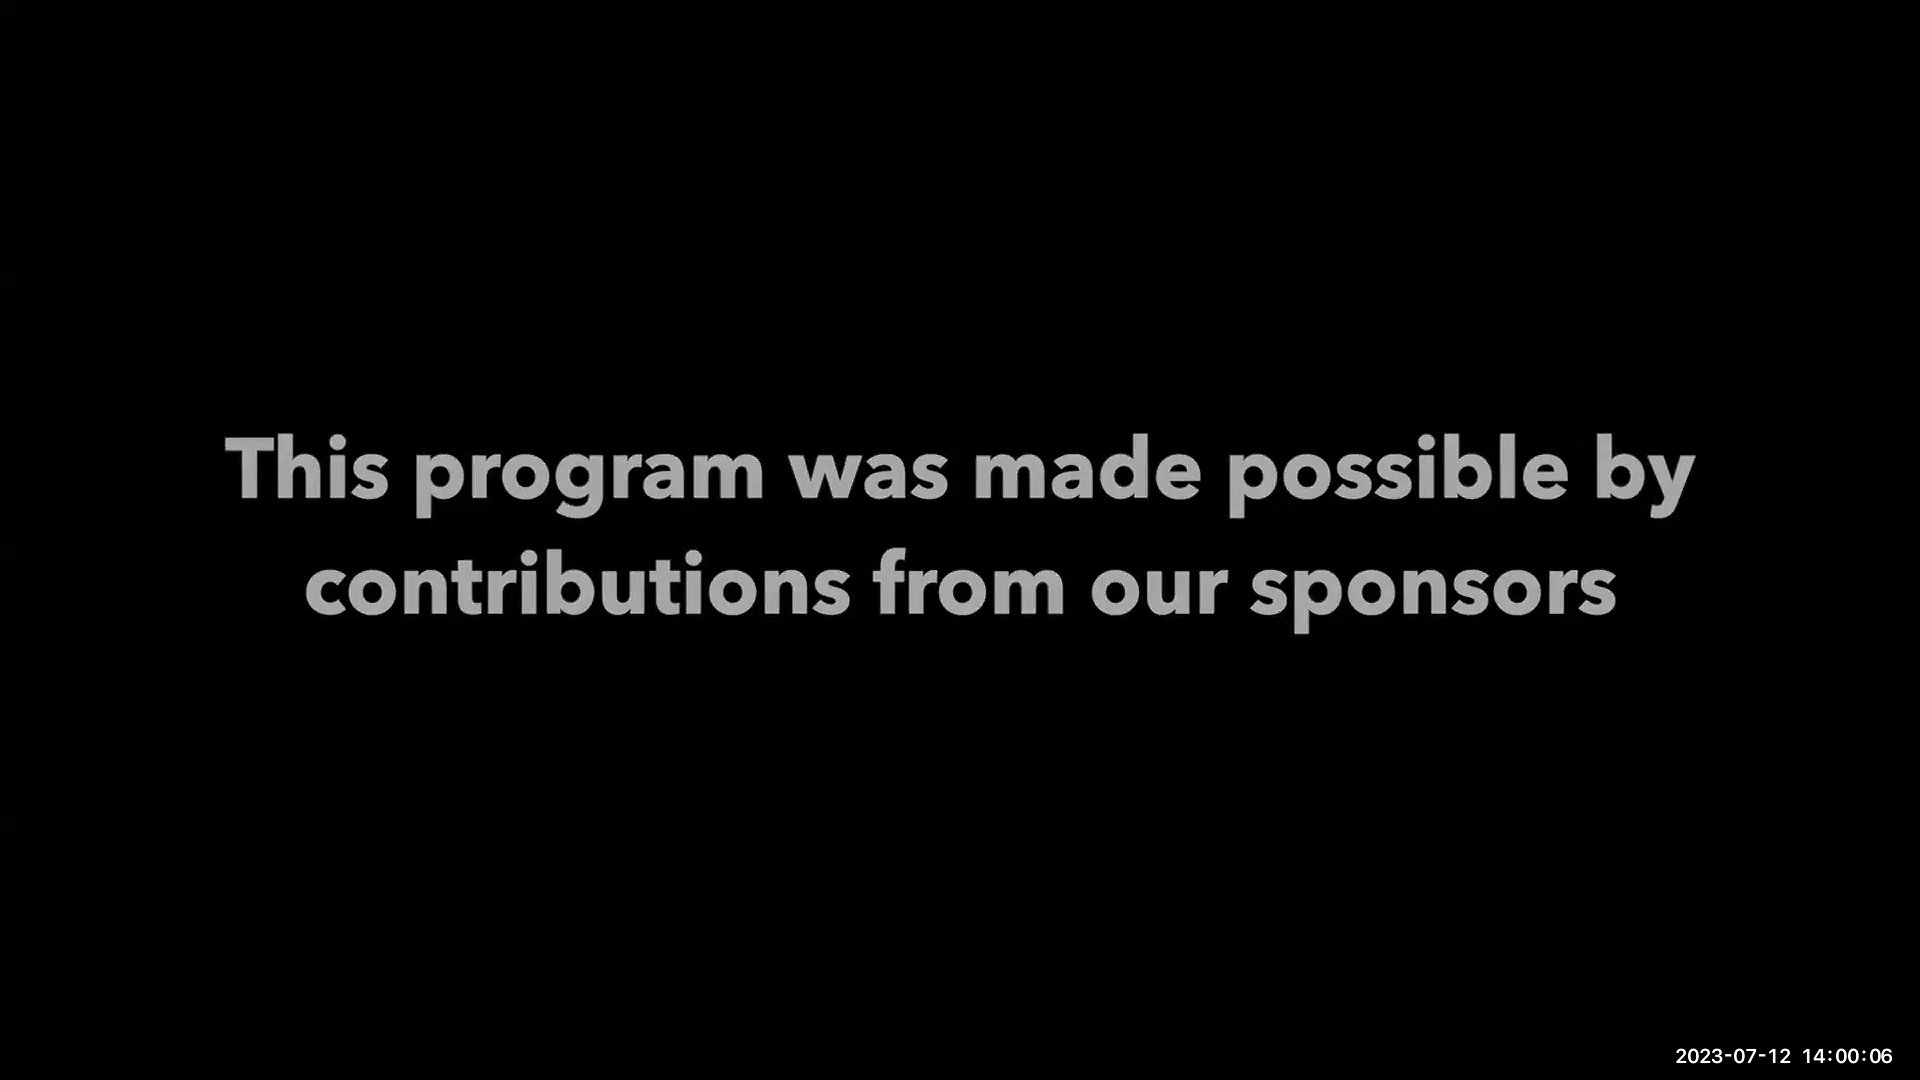 This program was made possible by
contributions from our sponsors
2023-07-12 14:00:06